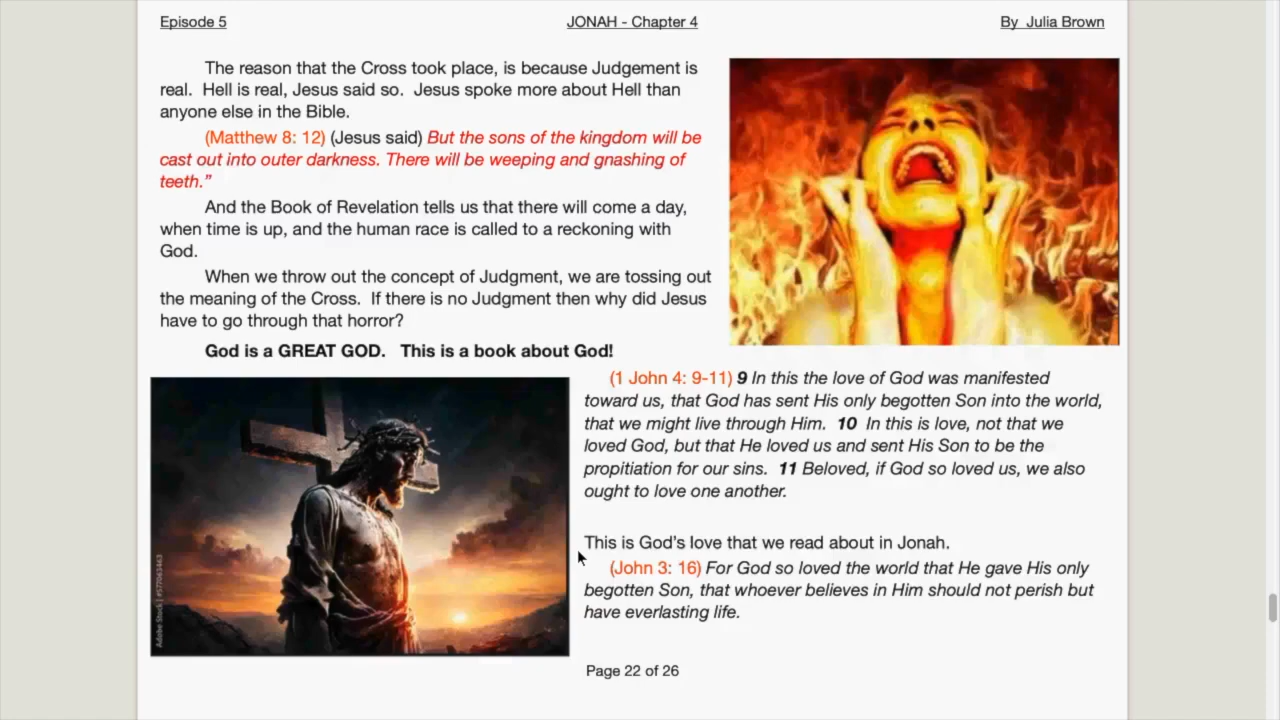 Episode 5
JONAH - Chapter 4
By Julia Brown
The reason that the Cross took place, is because Judgement is
real. Hell is real, Jesus said so. Jesus spoke more about Hell than
anyone else in the Bible.
(Matthew 8: 12) (Jesus said) But the sons of the kingdom will be
cast out into outer darkness. There will be weeping and gnashing of
teeth.”
And the Book of Revelation tells us that there will come a day,
when time is up, and the human race is called to a reckoning with
God.
When we throw out the concept of Judgment, we are tossing out
the meaning of the Cross. If there is no Judgment then why did Jesus
have to go through that horror?
God is a GREAT GOD. This is a book about God!
(1 John 4: 9-11) 9 In this the love of God was manifested
toward us, that God has sent His only begotten Son into the world,
that we might live through Him. 10 In this is love, not that we
loved God, but that He loved us and sent His Son to be the
propitiation for our sins. 11 Beloved, if God so loved us, we also
ought to love one another.
This is God’s love that we read about in Jonah.
(John 3: 16) For God so loved the world that He gave His only
begotten Son, that whoever believes in Him should not perish but
have everlasting life.
Adobe Stock | #577063463
Page 22 of 26